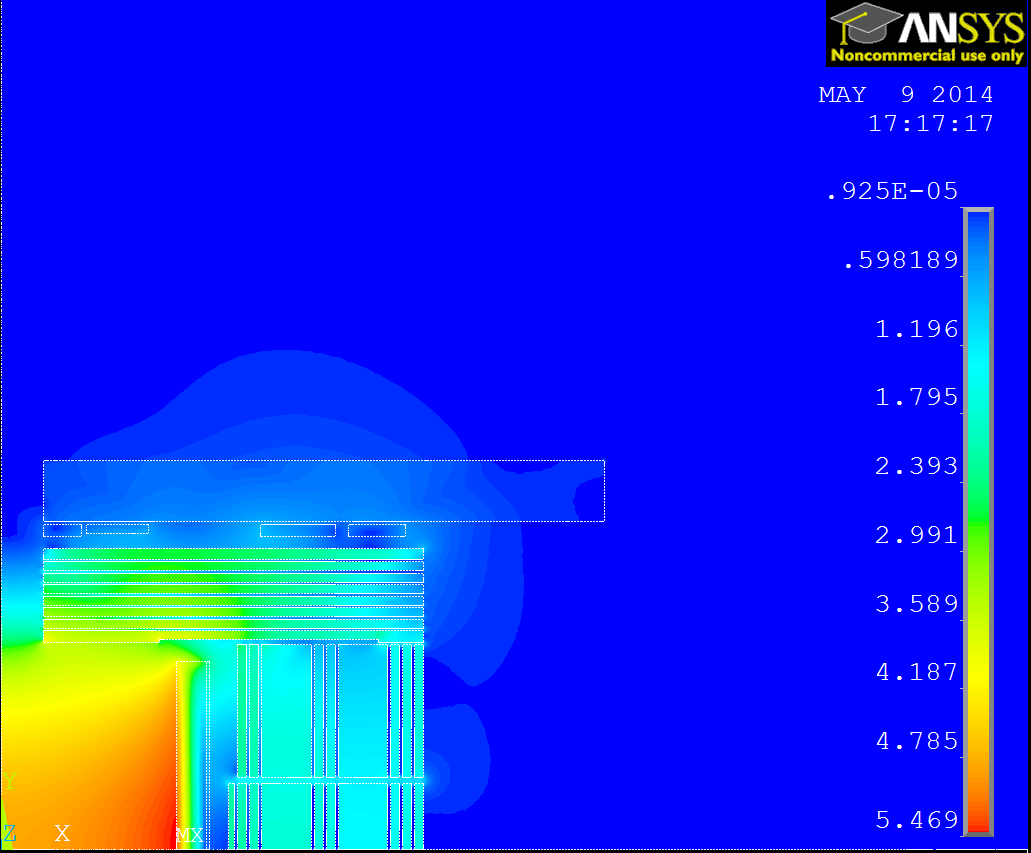 ANSYS
Noncommercial use only
MAY  9 2014
17:17:17
.925E-05
.598189
1.196
1.795
2.393
2.991
3.589
4.187
4.785
5.469
Y
Z X MX